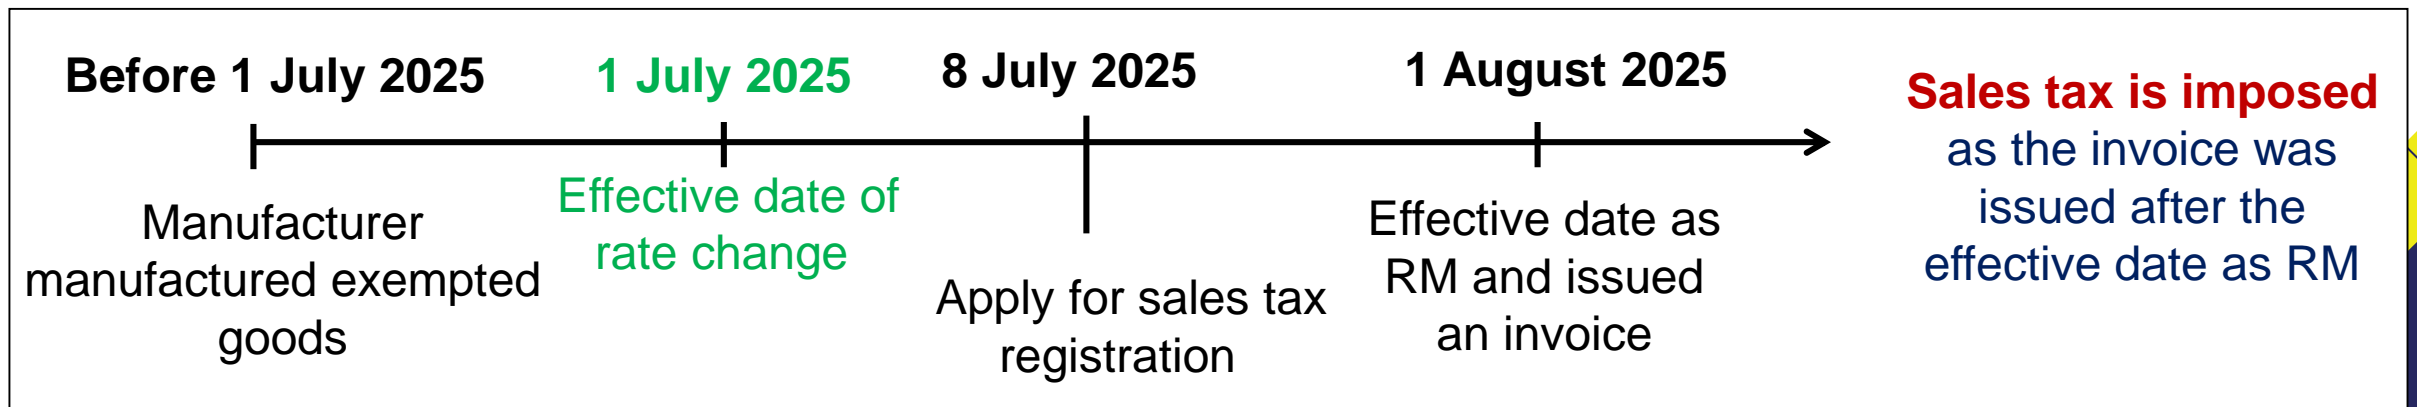 Before 1 July 2025
Manufacturer
manufactured exempted
goods
1 July 2025
Effective date of
rate change
8 July 2025
Apply for sales tax
registration
1 August 2025
Effective date as
RM and issued
an invoice
Sales tax is imposed
as the invoice was
issued after the
effective date as RM